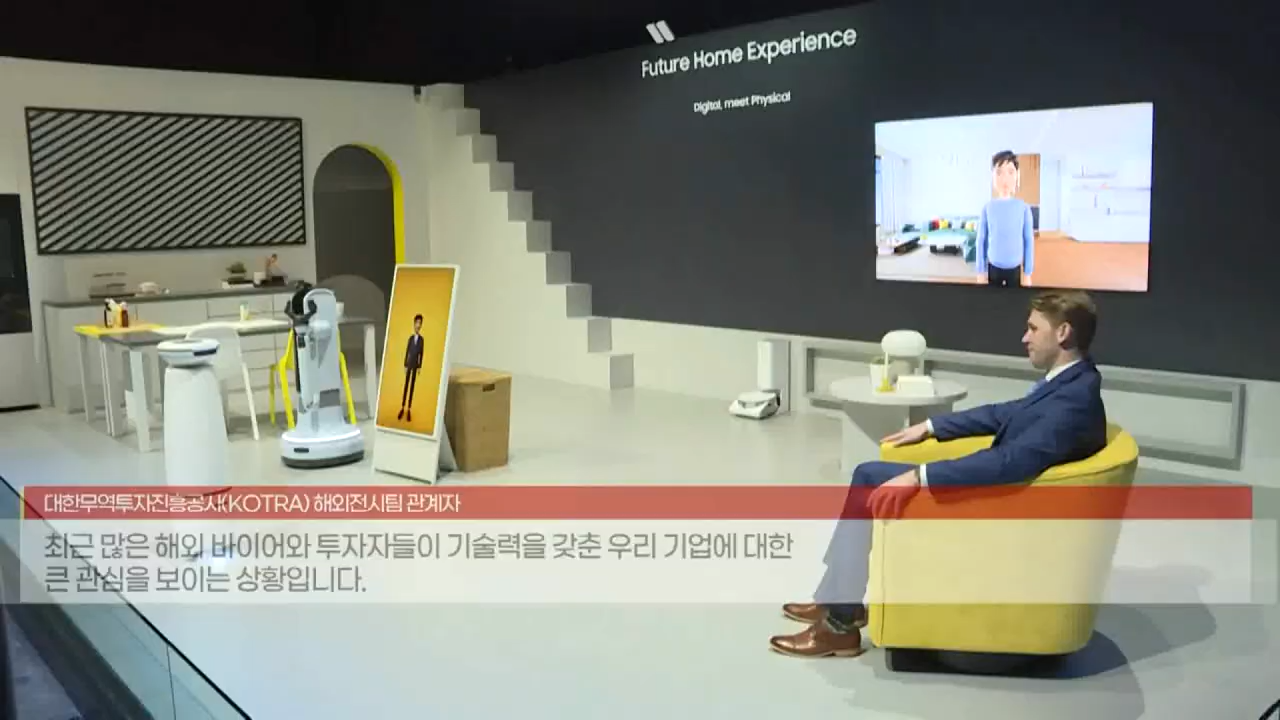 Future Home Experience
Digital, meet Physical
대한무역투자진흥공사(KOTRA) 해외전시팀 관계자
최근 많은 해외 바이어와 투자자들이 기술력을 갖춘 우리 기업에 대한
큰 관심을 보이는 상황입니다.